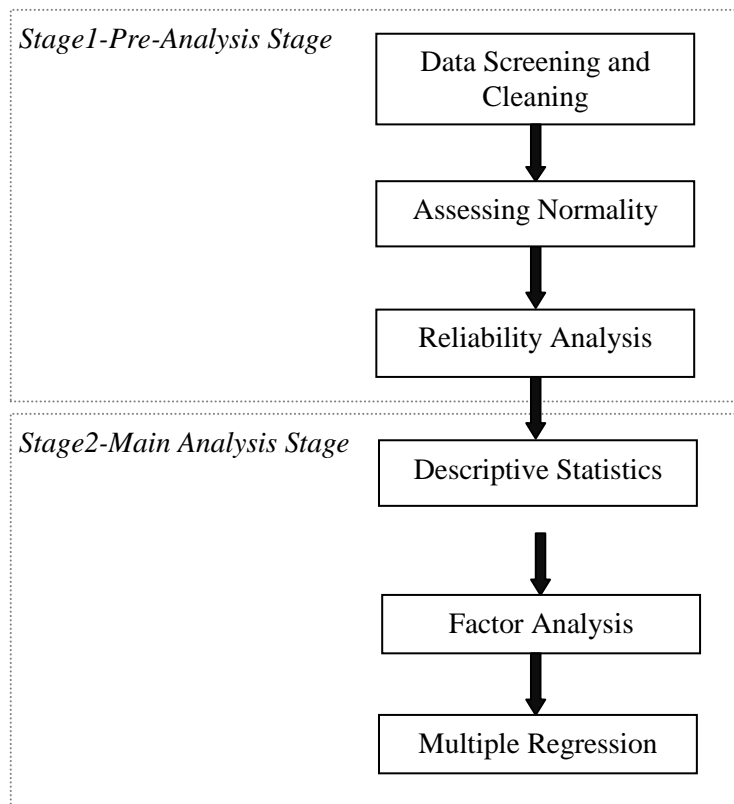 Stage1-Pre-Analysis Stage
Data Screening and
Cleaning
Assessing Normality
Reliability Analysis
Stage2-Main Analysis Stage
Descriptive Statistics
Factor Analysis
Multiple Regression